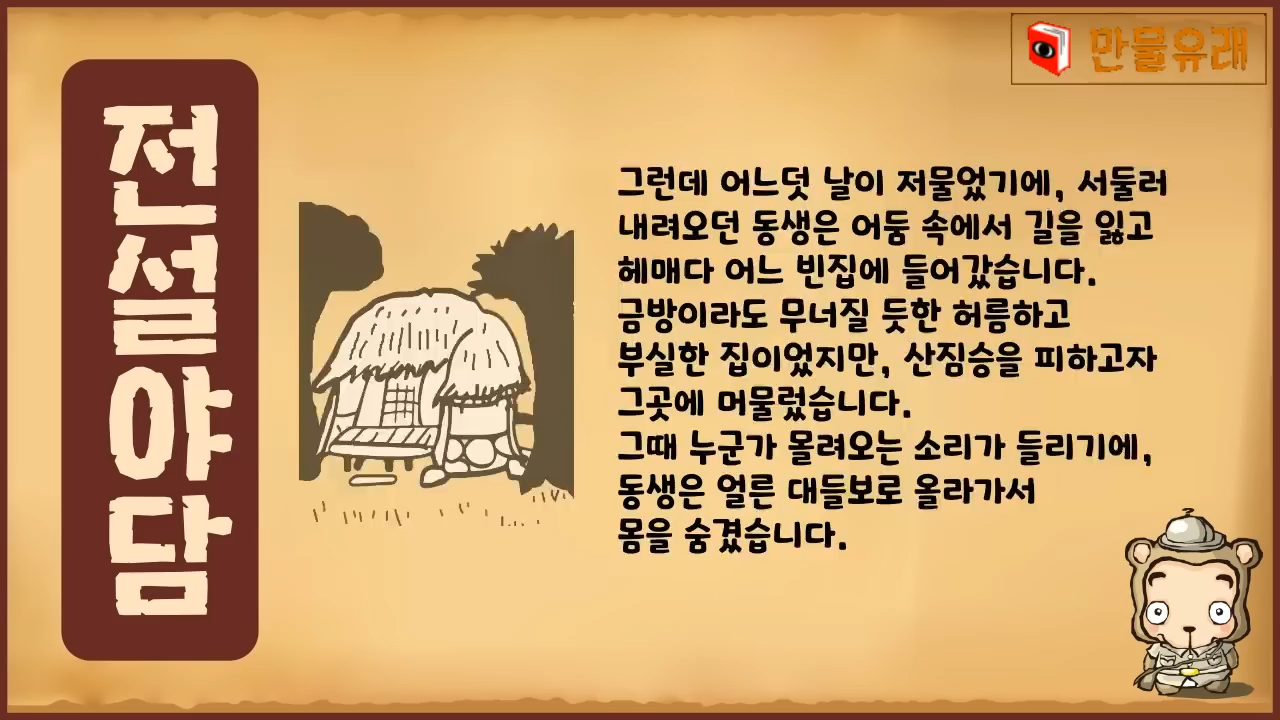 만물유래
전설야담
그런데 어느덧 날이 저물었기에, 서둘러
내려오던 동생은 어둠 속에서 길을 잃고
헤매다 어느 빈집에 들어갔습니다.
금방이라도 무너질 듯한 허름하고
부실한 집이었지만, 산짐승을 피하고자
그곳에 머물렀습니다.
그때 누군가 몰려오는 소리가 들리기에,
동생은 얼른 대들보로 올라가서
몸을 숨겼습니다.